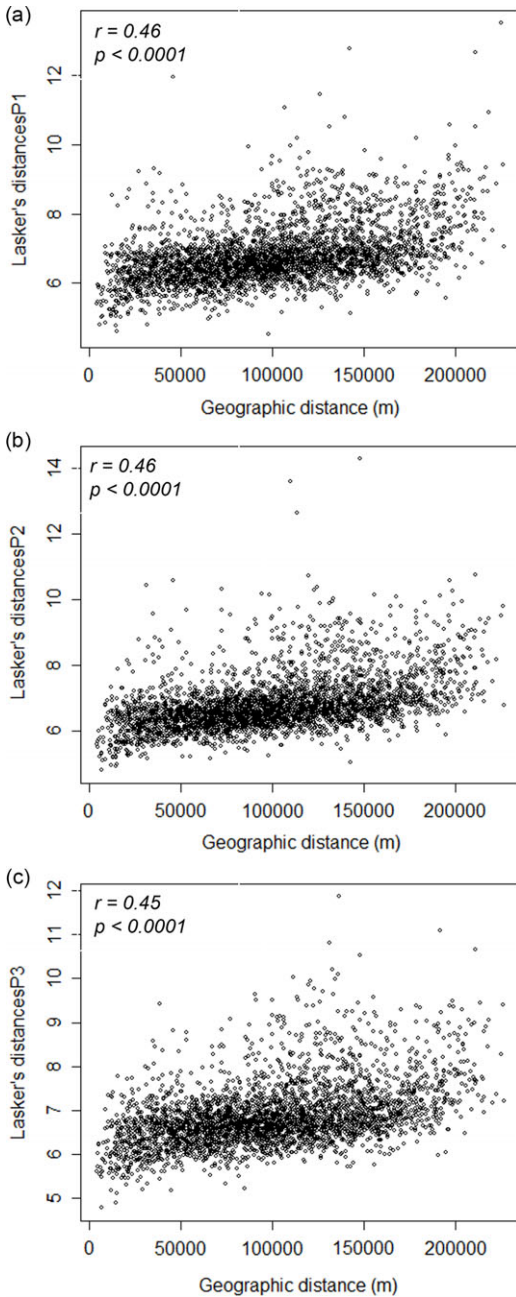 (a)
r = 0.46
p < 0.0001
Lasker's distancesP1
12
10
8
6
0 50000 100000 150000 200000
Geographic distance (m)
(b)
r = 0.46
p < 0.0001
Lasker's distancesP2
14
12
10
8
6
0 50000 100000 150000 200000
Geographic distance (m)
(c)
r = 0.45
p < 0.0001
Lasker's distancesP3
12
11
10
9
8
7
6
5
0 50000 100000 150000 200000
Geographic distance (m)